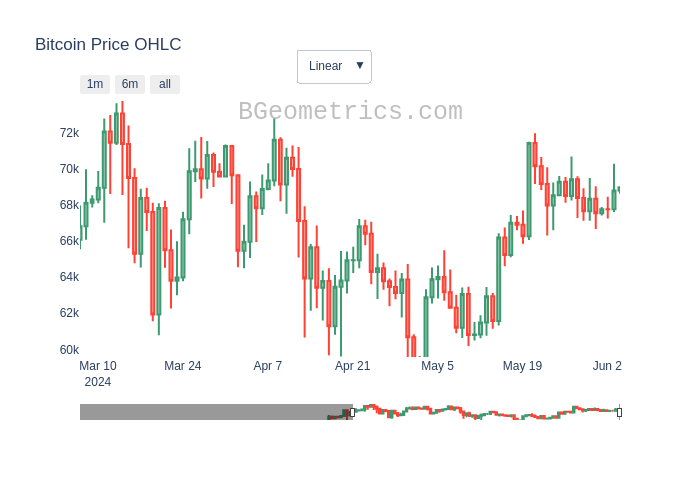 Bitcoin Price OHLC
Linear ▼
1m 6m all
BGeometrics.com
72k
70k
68k
66k
64k
62k
60k
Mar 10 Mar 24 Apr 7 Apr 21 May 5 May 19 Jun 2
2024